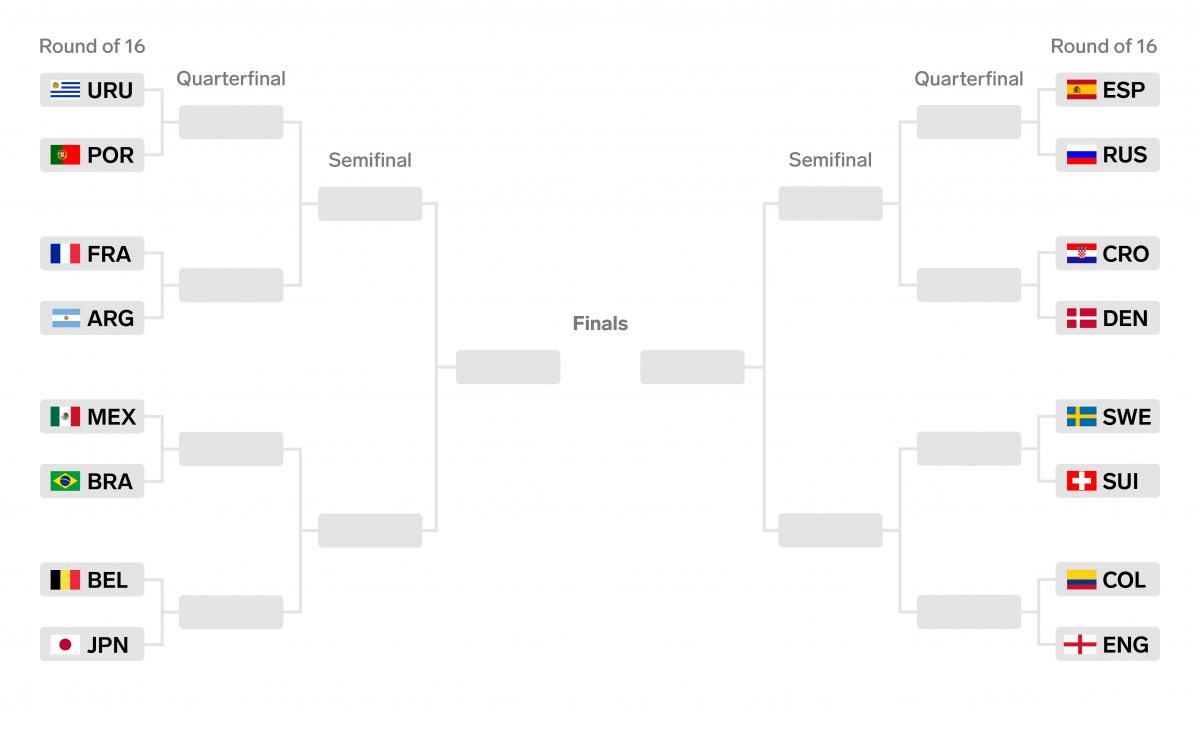 Round of 16
Quarterfinal
URU
POR
Semifinal
FRA
ARG
MEX
BRA
BEL
JPN
Finals
Round of 16
Quarterfinal
ESP
RUS
Semifinal
CRO
DEN
SWE
SUI
COL
ENG